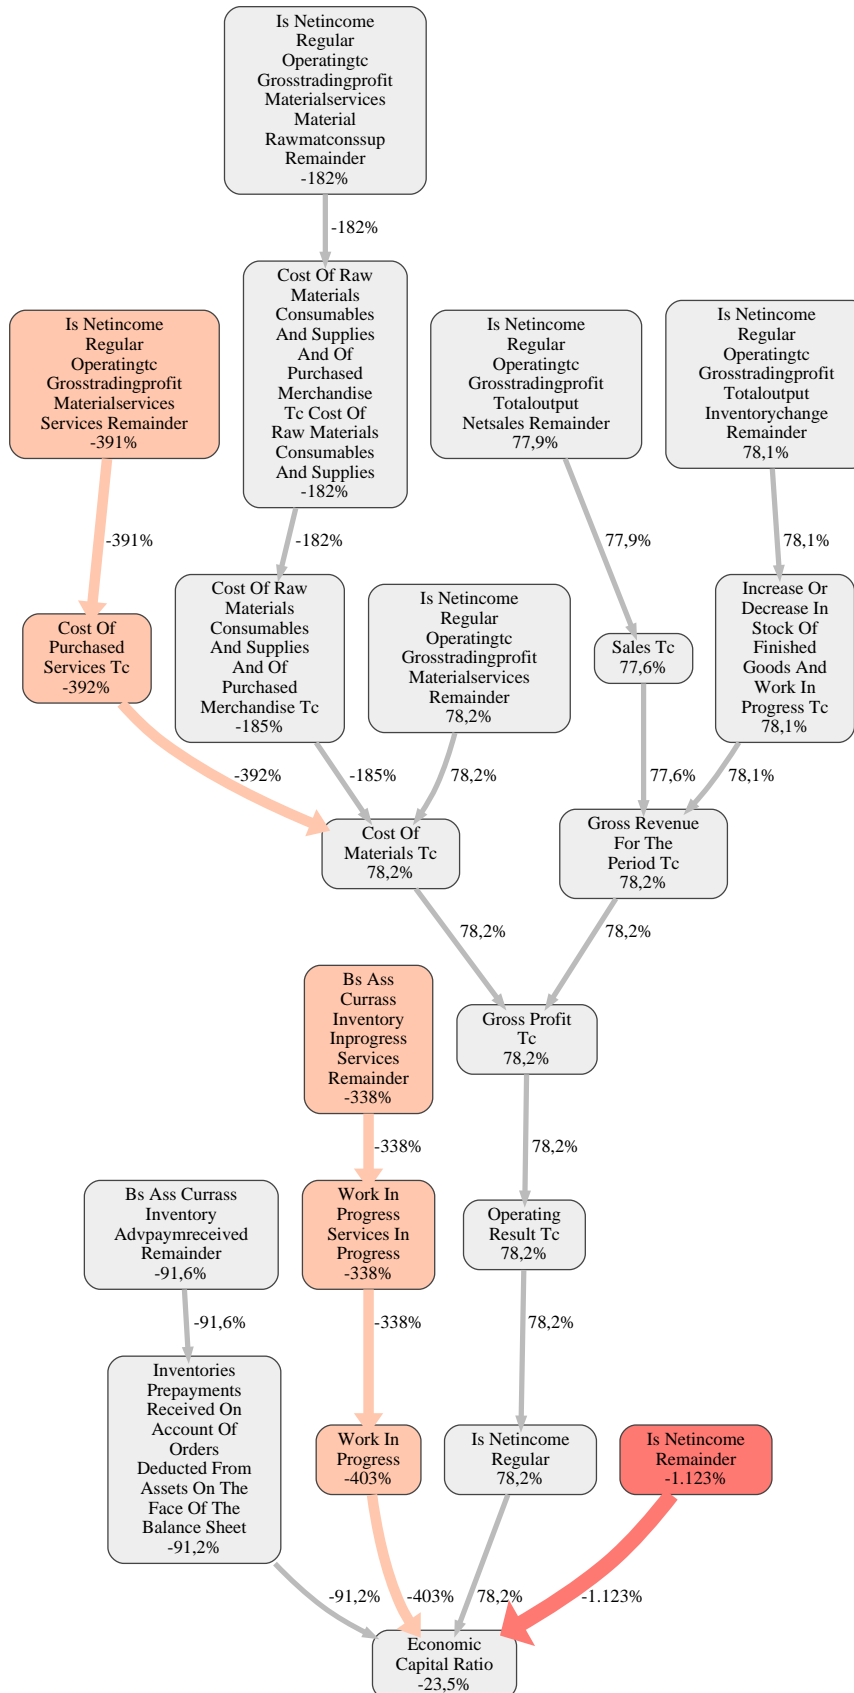 Is Netincome
Regular
Operatingtc
Grosstradingprofit
Materialservices
Material
Rawmatconssup
Remainder
-182%
-182%
Is Netincome
Regular
Operatingtc
Grosstradingprofit
Materialservices
Services Remainder
-391%
Cost Of Raw
Materials
Consumables
And Supplies
And Of
Purchased
Merchandise
Tc Cost Of
Raw Materials
Consumables
And Supplies
-182%
Is Netincome
Regular
Operatingtc
Grosstradingprofit
Totaloutput
Netsales Remainder
77,9%
Is Netincome
Regular
Operatingtc
Grosstradingprofit
Totaloutput
Inventorychange
Remainder
78,1%
-391%
-182%
77,9%
78,1%
Cost Of
Purchased
Services Tc
-392%
Cost Of Raw
Materials
Consumables
And Supplies
And Of
Purchased
Merchandise Tc
-185%
Is Netincome
Regular
Operatingtc
Grosstradingprofit
Materialservices
Remainder
78,2%
Sales Tc
77,6%
Increase Or
Decrease In
Stock Of
Finished
Goods And
Work In
Progress Tc
78,1%
-392%
-185%
78,2%
77,6%
78,1%
Cost Of
Materials Tc
78,2%
Gross Revenue
For The
Period Tc
78,2%
78,2%
78,2%
Bs Ass
Currass
Inventory
Inprogress
Services
Remainder
-338%
Gross Profit
Tc
78,2%
-338%
78,2%
Bs Ass Currass
Inventory
Advpaymreceived
Remainder
-91,6%
Work In
Progress
Services In
Progress
-338%
Operating
Result Tc
78,2%
-91,6%
-338%
78,2%
Inventories
Prepayments
Received On
Account Of
Orders
Deducted From
Assets On The
Face Of The
Balance Sheet
-91,2%
Work In
Progress
-403%
Is Netincome
Regular
78,2%
Is Netincome
Remainder
-1.123%
-91,2%
-403%
78,2%
-1.123%
Economic
Capital Ratio
-23,5%